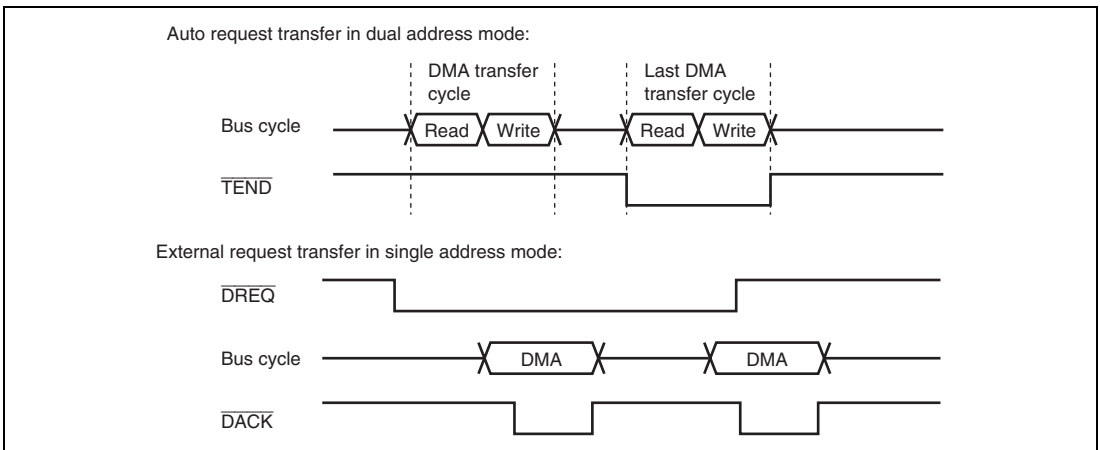 Auto request transfer in dual address mode:
DMA transfer
cycle
Last DMA
transfer cycle
Bus cycle
Read
Write
Read
Write
TEND
External request transfer in single address mode:
DREQ
Bus cycle
DMA
DMA
DACK